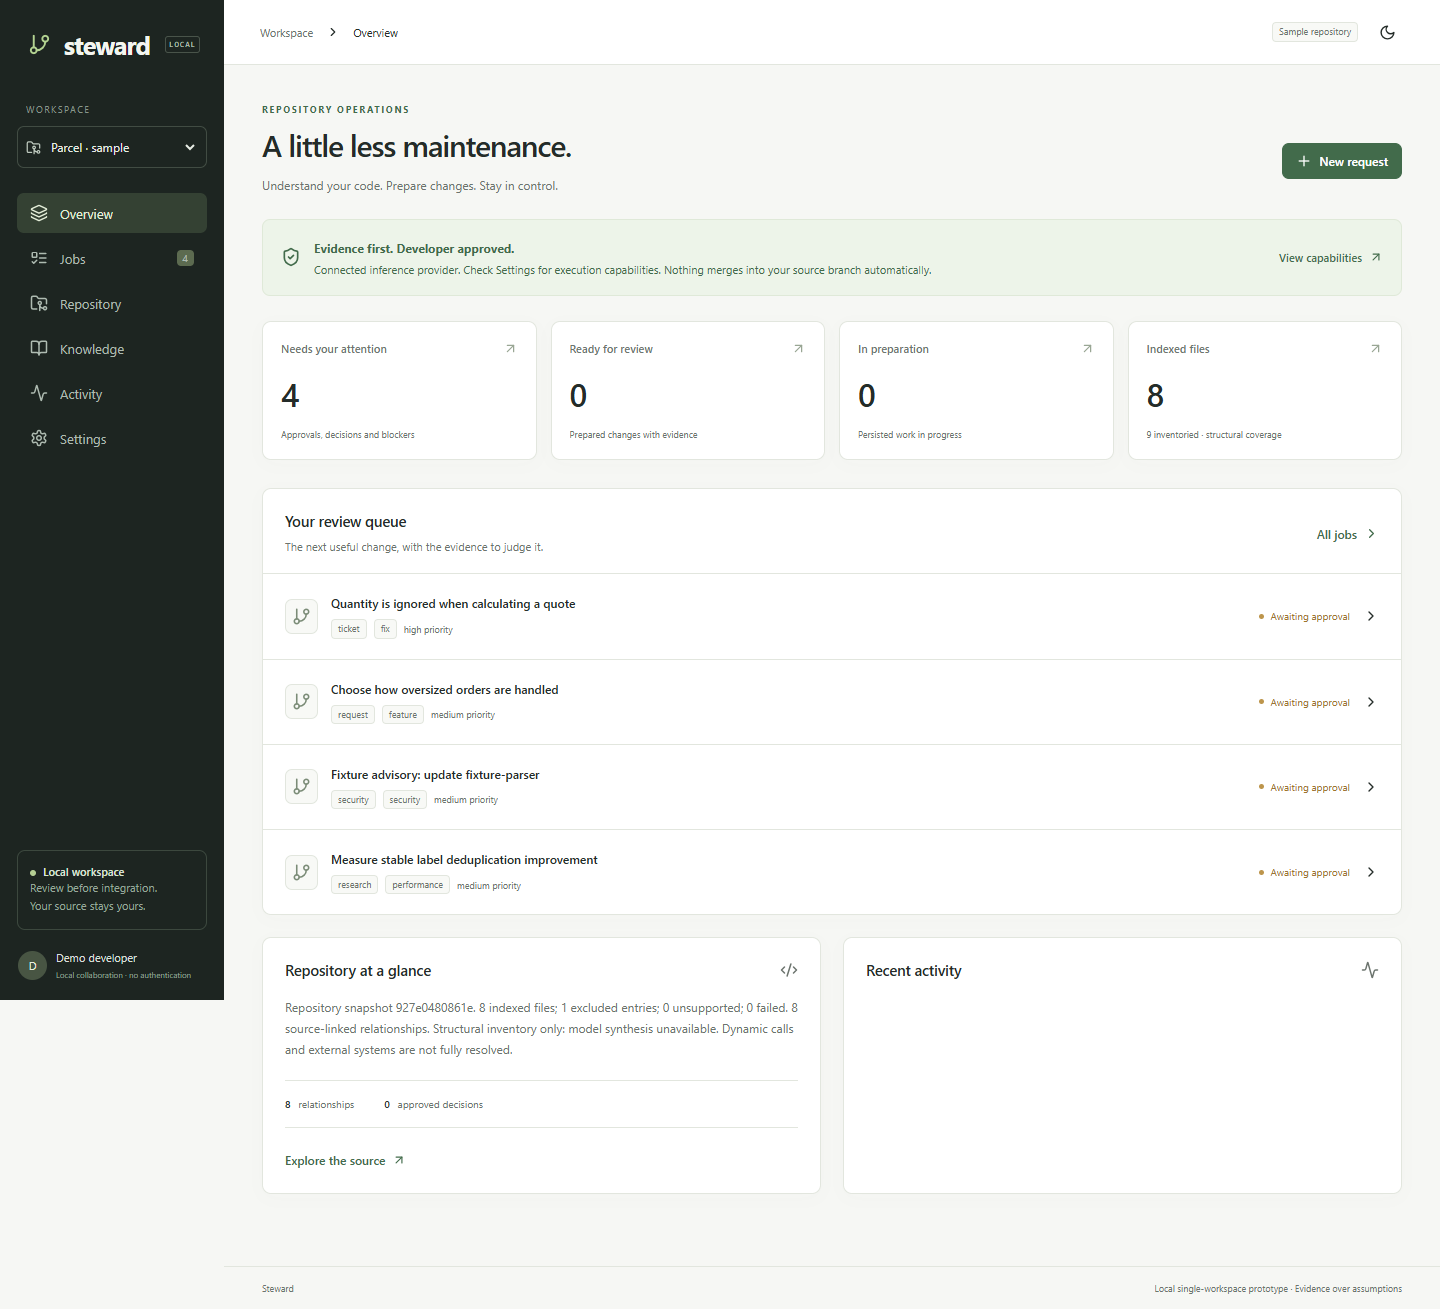 steward
LOCAL
WORKSPACE
Parcel · sample
Overview
Jobs
4
Repository
Knowledge
Activity
Settings
Local workspace
Review before integration.
Your source stays yours.
D
Demo developer
Local collaboration · no authentication
Workspace
Overview
Sample repository
REPOSITORY OPERATIONS
A little less maintenance.
Understand your code. Prepare changes. Stay in control.
New request
Evidence first. Developer approved.
Connected inference provider. Check Settings for execution capabilities. Nothing merges into your source branch automatically.
View capabilities
Needs your attention
4
Approvals, decisions and blockers
Ready for review
0
Prepared changes with evidence
In preparation
0
Persisted work in progress
Indexed files
8
9 inventoried · structural coverage
Your review queue
The next useful change, with the evidence to judge it.
All jobs
Quantity is ignored when calculating a quote
ticket fix high priority
Awaiting approval
Choose how oversized orders are handled
request feature medium priority
Awaiting approval
Fixture advisory: update fixture-parser
security security medium priority
Awaiting approval
Measure stable label deduplication improvement
research performance medium priority
Awaiting approval
Repository at a glance
Repository snapshot 927e0480861e. 8 indexed files; 1 excluded entries; 0 unsupported; 0 failed. 8
source-linked relationships. Structural inventory only: model synthesis unavailable. Dynamic calls
and external systems are not fully resolved.
8 relationships 0 approved decisions
Explore the source
Recent activity
Steward
Local single-workspace prototype · Evidence over assumptions